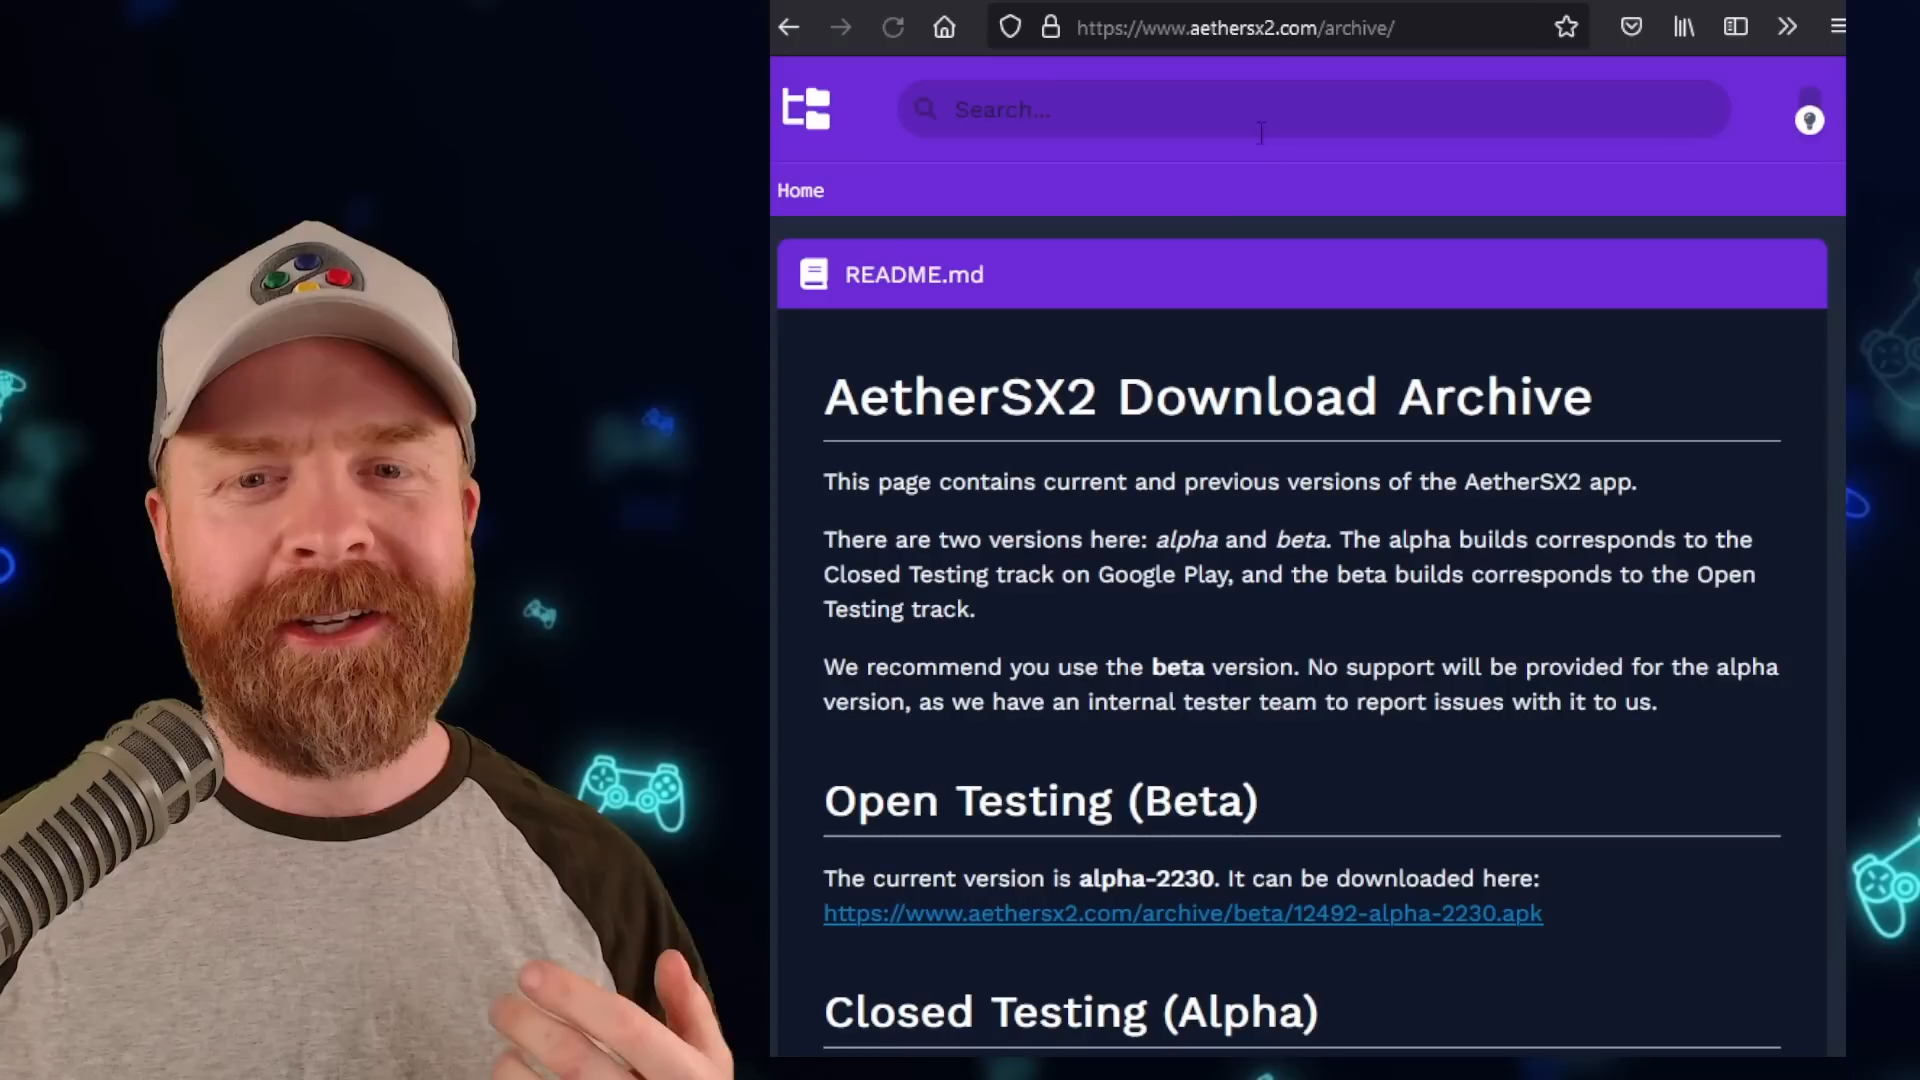 https://www.aethersx2.com/archive/
Search...
Home
README.md
AetherSX2 Download Archive
This page contains current and previous versions of the AetherSX2 app.
There are two versions here: alpha and beta. The alpha builds corresponds to the
Closed Testing track on Google Play, and the beta builds corresponds to the Open
Testing track.
We recommend you use the beta version. No support will be provided for the alpha
version, as we have an internal tester team to report issues with it to us.
Open Testing (Beta)
The current version is alpha-2230. It can be downloaded here:
https://www.aethersx2.com/archive/beta/12492-alpha-2230.apk
Closed Testing (Alpha)